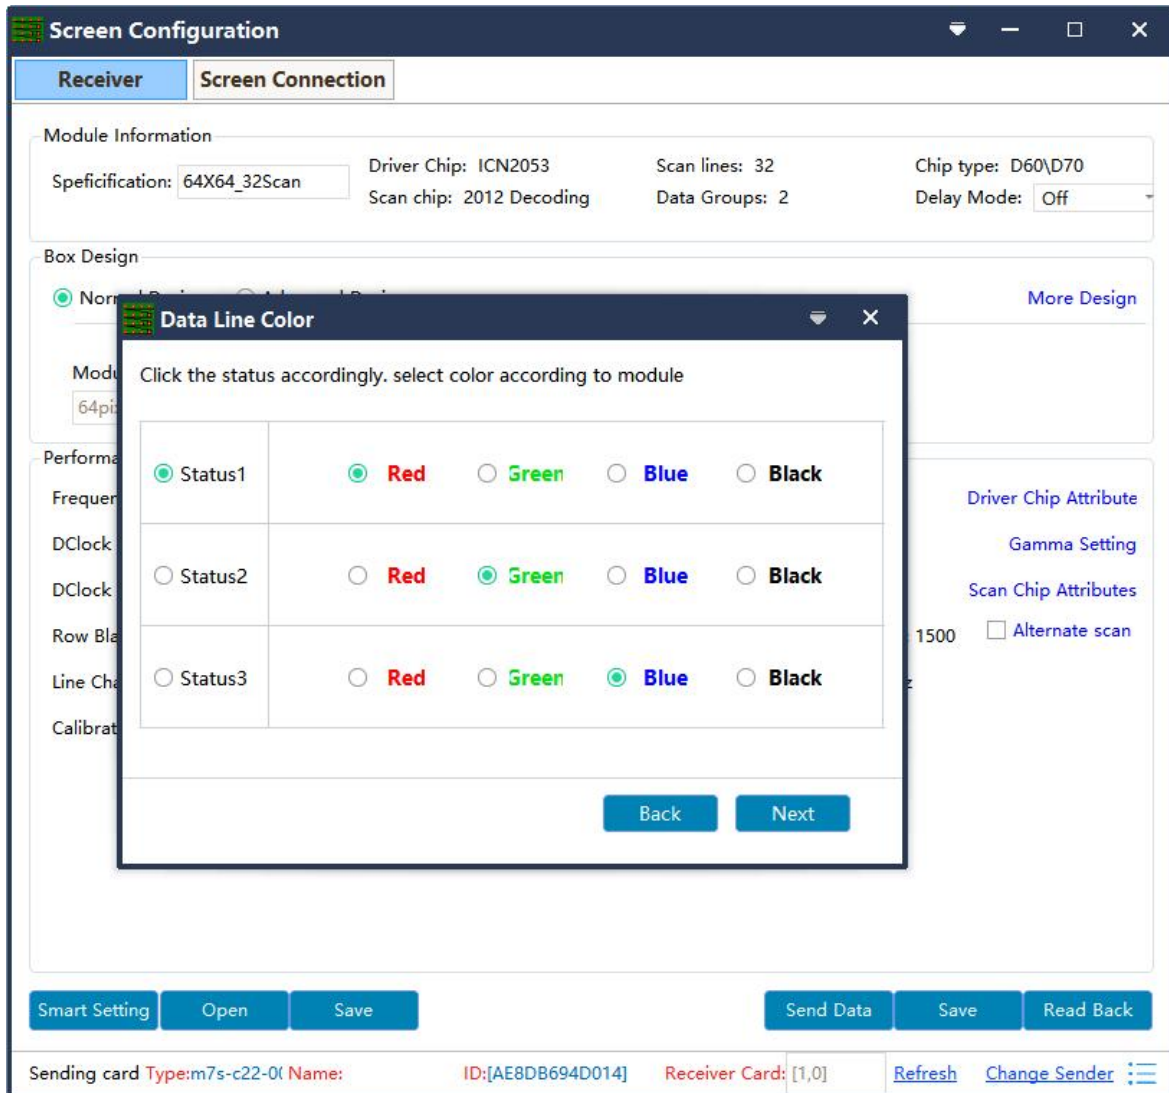 Screen Configuration
Receiver Screen Connection
Module Information
Speficification: 64X64_32Scan Driver Chip: ICN2053 Scan lines: 32 Chip type: D60\D70
Scan chip: 2012 Decoding Data Groups: 2 Delay Mode: Off
Box Design
More Design
Data Line Color
Click the status accordingly. select color according to module
Status1 Red Green Blue Black
Status2 Red Green Blue Black
Status3 Red Green Blue Black
Back Next
DClock
DClock
Driver Chip Attribute
Gamma Setting
Scan Chip Attributes
1500 Alternate scan
Smart Setting Open Save Send Data Save Read Back
Sending card Type:m7s-c22-0( Name: ID:[AE8DB694D014] Receiver Card: [1,0] Refresh Change Sender